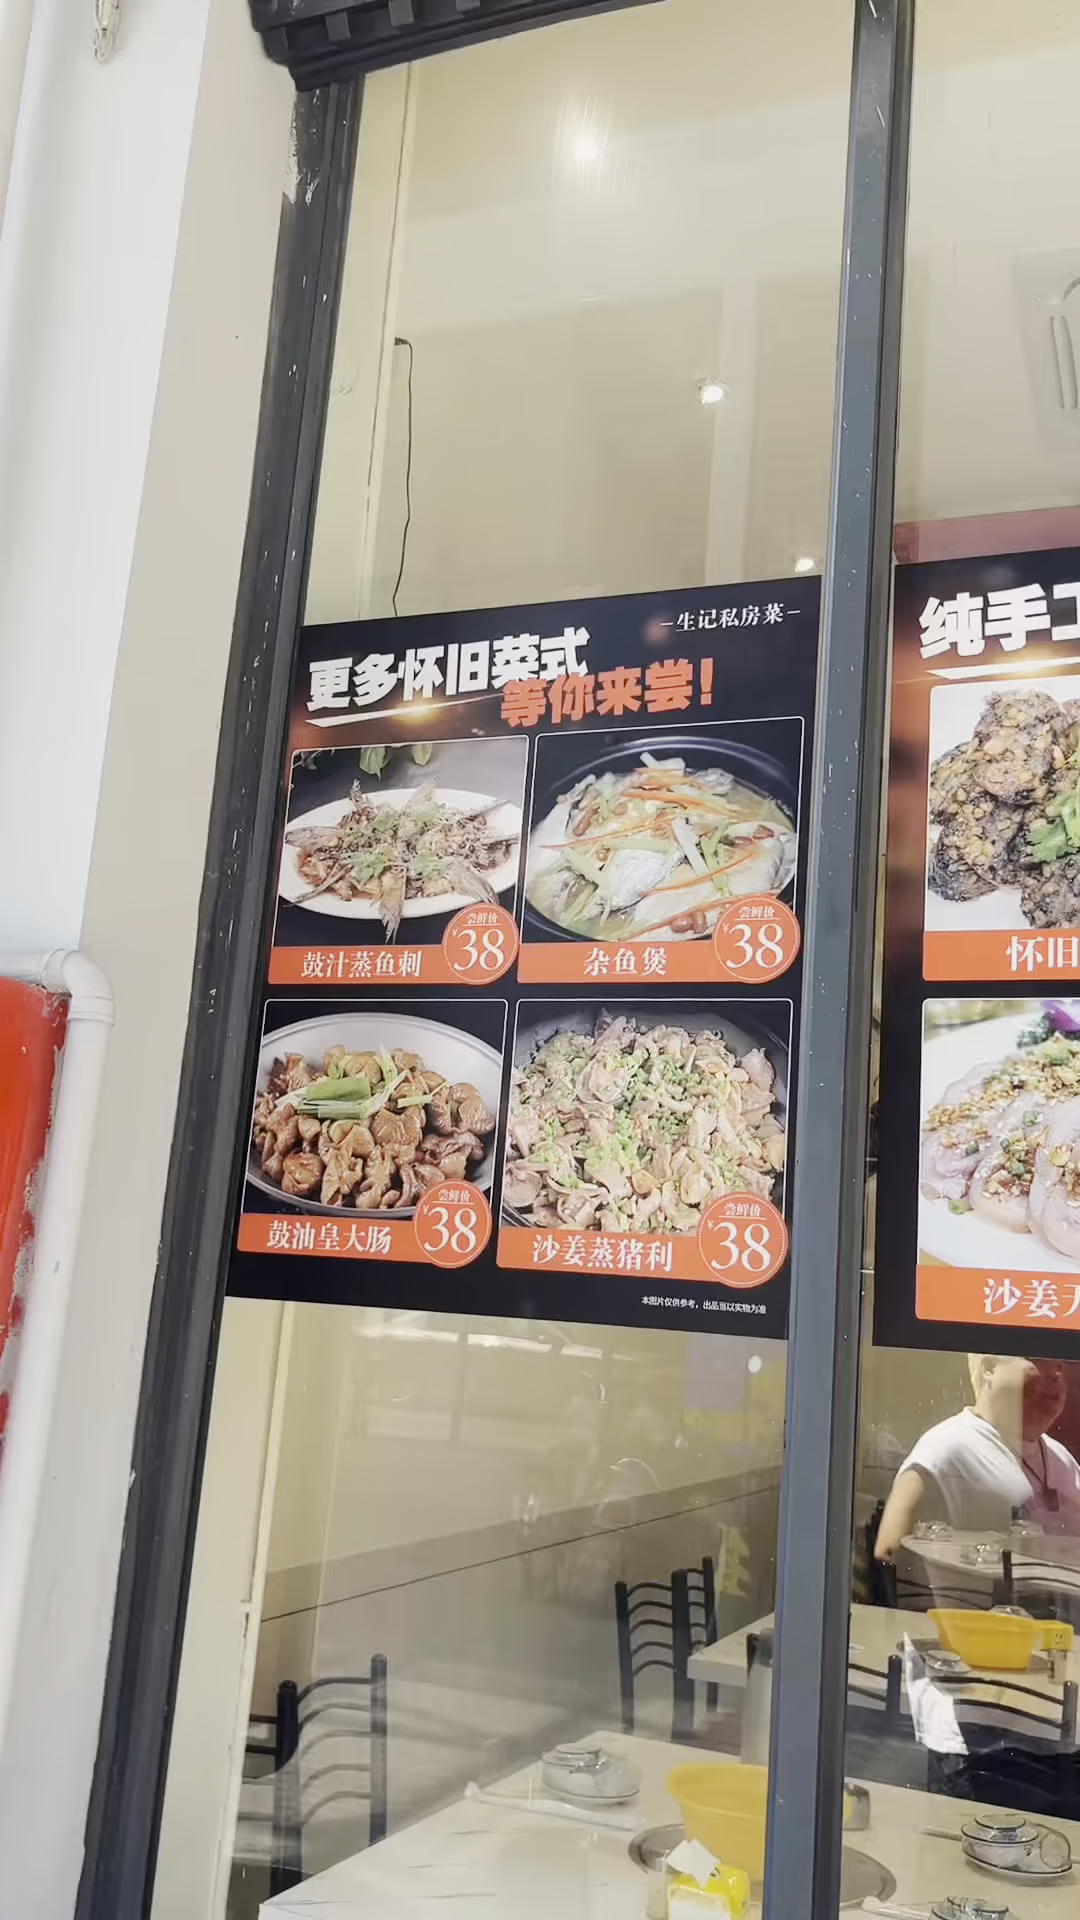 生记私房菜
更多怀旧菜式
等你来尝!
尝鲜价
¥38
鼓汁蒸鱼刺
尝鲜价
¥38
杂鱼煲
尝鲜价
¥38
鼓油皇大肠
尝鲜价
¥38
沙姜蒸猪利
本图片仅供参考，出品当以实物为准
纯手工
怀旧
沙姜